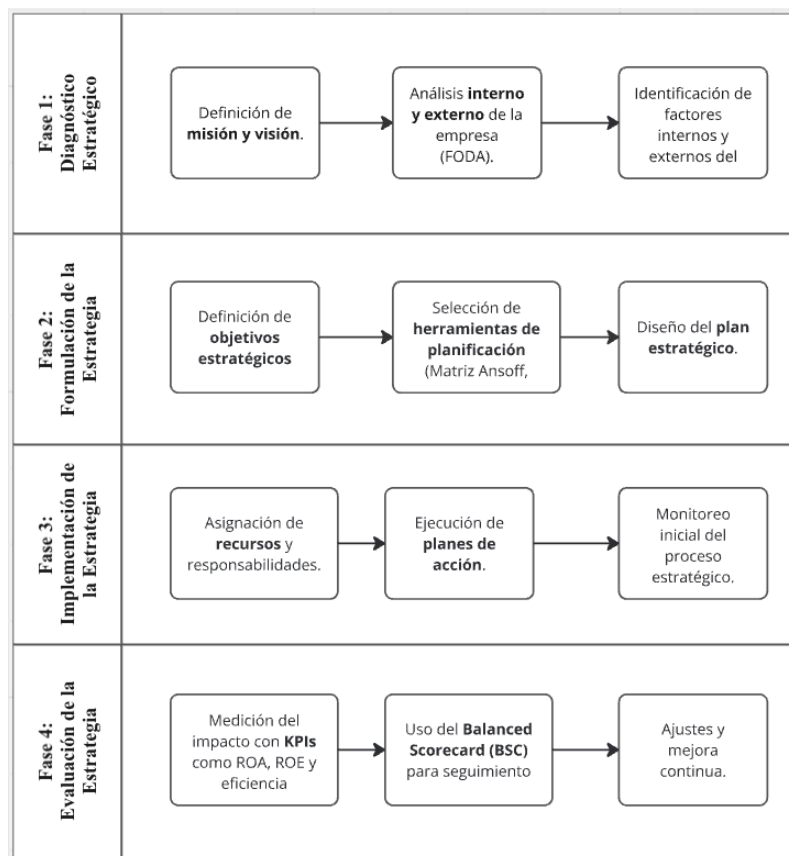 Fase 1:
Diagnóstico
Estratégico
Definición de
misión y visión.
Análisis interno
y externo de la
empresa
(FODA).
Identificación de
factores
internos y
externos del
Fase 2:
Formulación de la
Estrategia
Definición de
objetivos
estratégicos
Selección de
herramientas de
planificación
(Matriz Ansoff,
Diseño del plan
estratégico.
Fase 3:
Implementación de
la Estrategia
Asignación de
recursos y
responsabilidades.
Ejecución de
planes de
acción.
Monitoreo
inicial del
proceso
estratégico.
Fase 4:
Evaluación de la
Estrategia
Medición del
impacto con KPIs
como ROA, ROE y
eficiencia
Uso del Balanced
Scorecard (BSC)
para seguimiento
Ajustes y
mejora
continua.